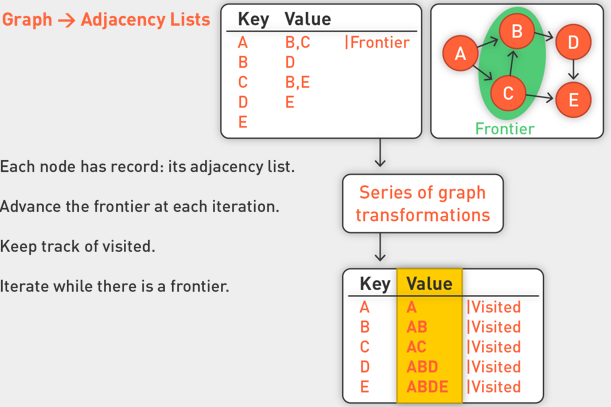 Graph → Adjacency Lists
Key Value
A B,C |Frontier
B D
C B,E
D E
E
A
B
C
D
E
Frontier
Each node has record: its adjacency list.
Advance the frontier at each iteration.
Keep track of visited.
Iterate while there is a frontier.
Series of graph
transformations
Key Value
A A |Visited
B AB |Visited
C AC |Visited
D ABD |Visited
E ABDE |Visited